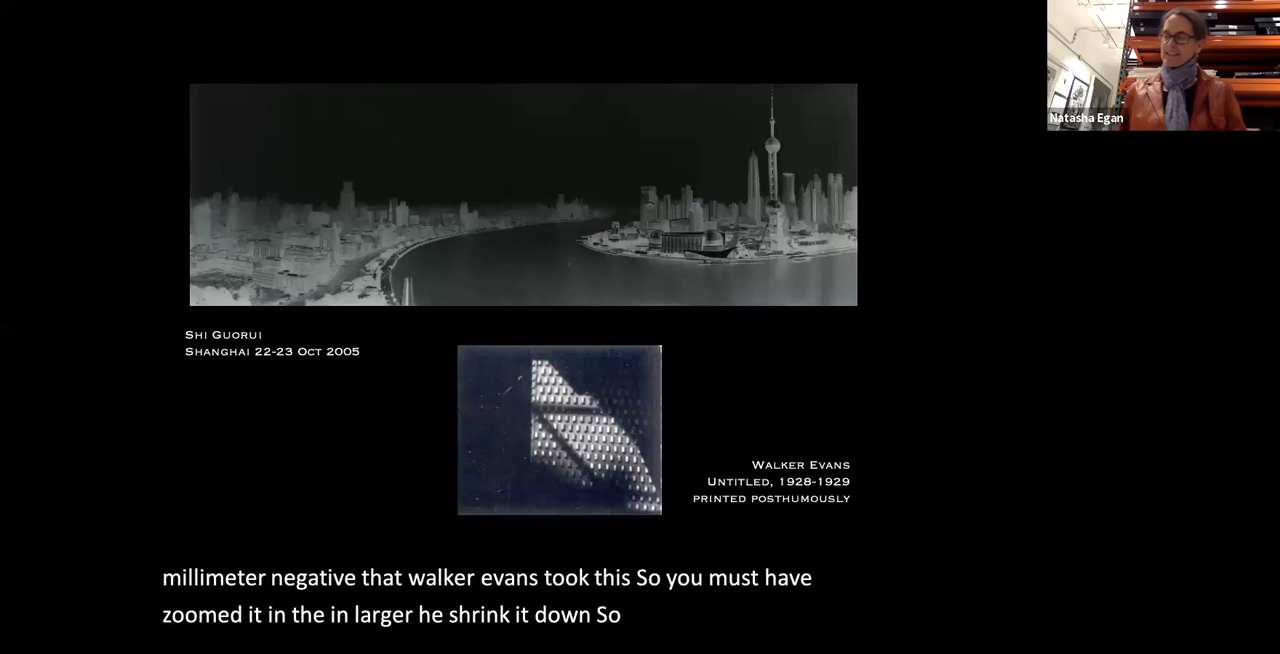 Natasha Egan
Shi Guorui
Shanghai 22-23 Oct 2005
Walker Evans
Untitled, 1928-1929
printed posthumously
millimeter negative that walker evans took this So you must have
zoomed it in the in larger he shrink it down So